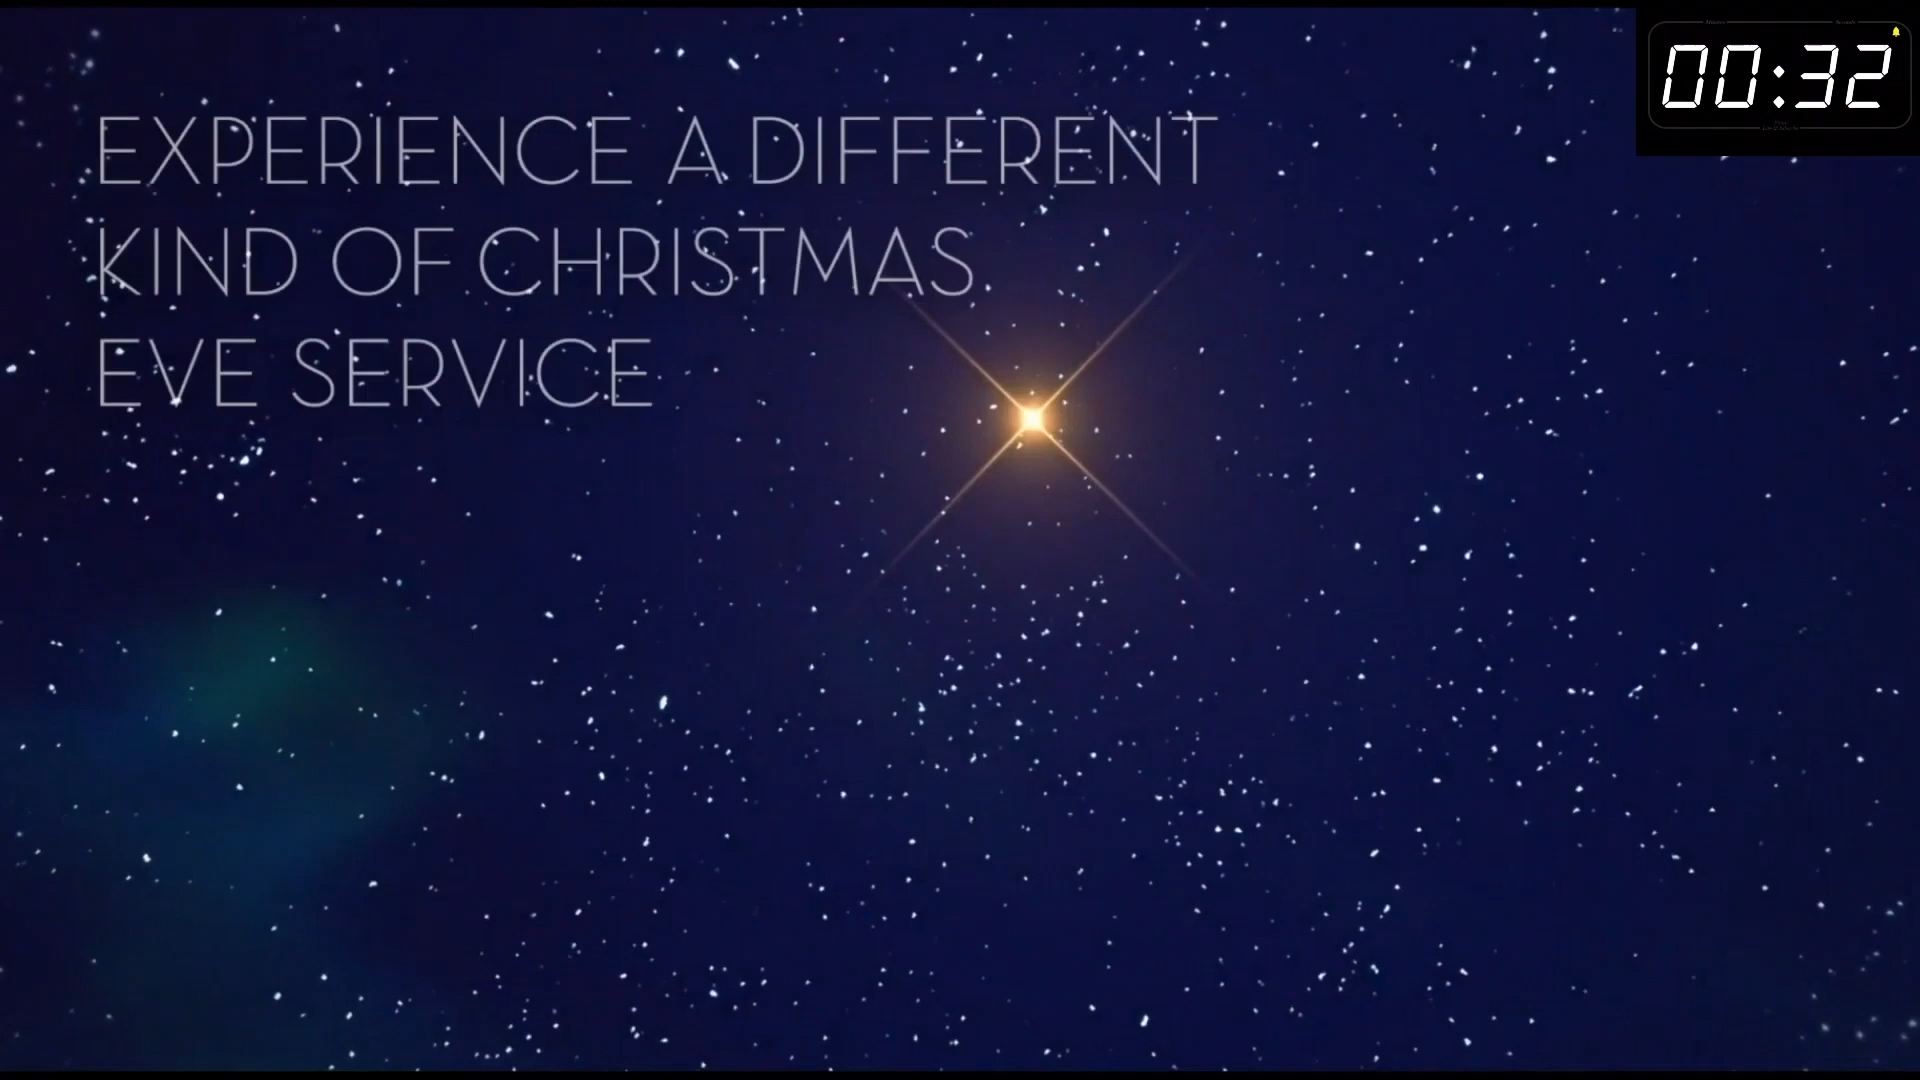 EXPERIENCE A DIFFERENT
KIND OF CHRISTMAS
EVE SERVICE
00:32